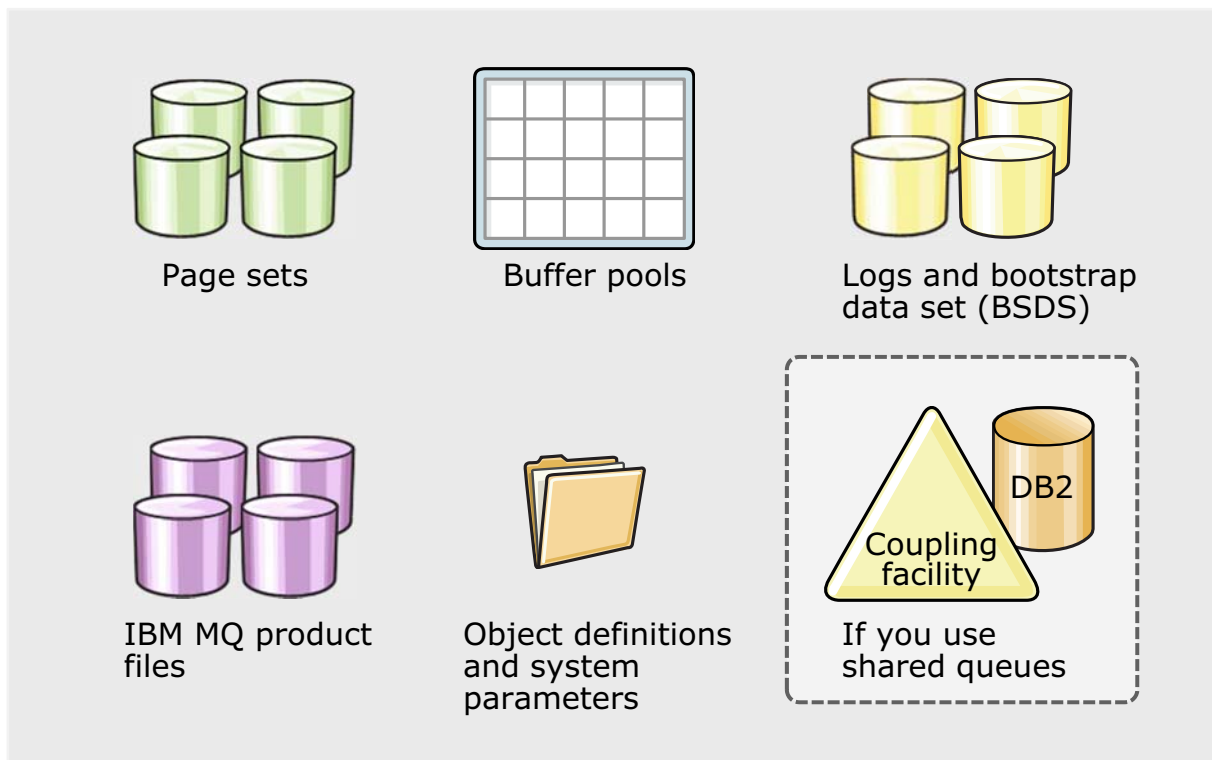 Page sets
Buffer pools
Logs and bootstrap
data set (BSDS)
IBM MQ product
files
Object definitions
and system
parameters
DB2
Coupling
facility
If you use
shared queues